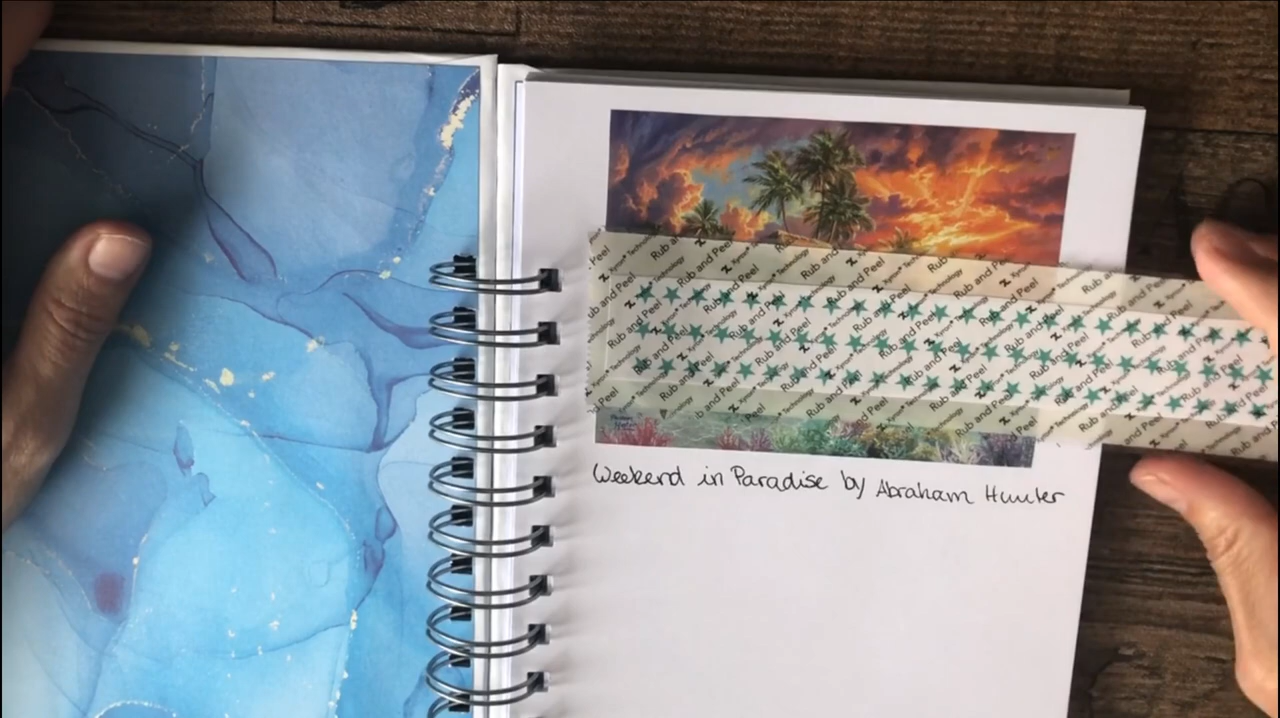 Rub and Peel
Xyron® Technology
Weekend in Paradise by Abraham Hunter